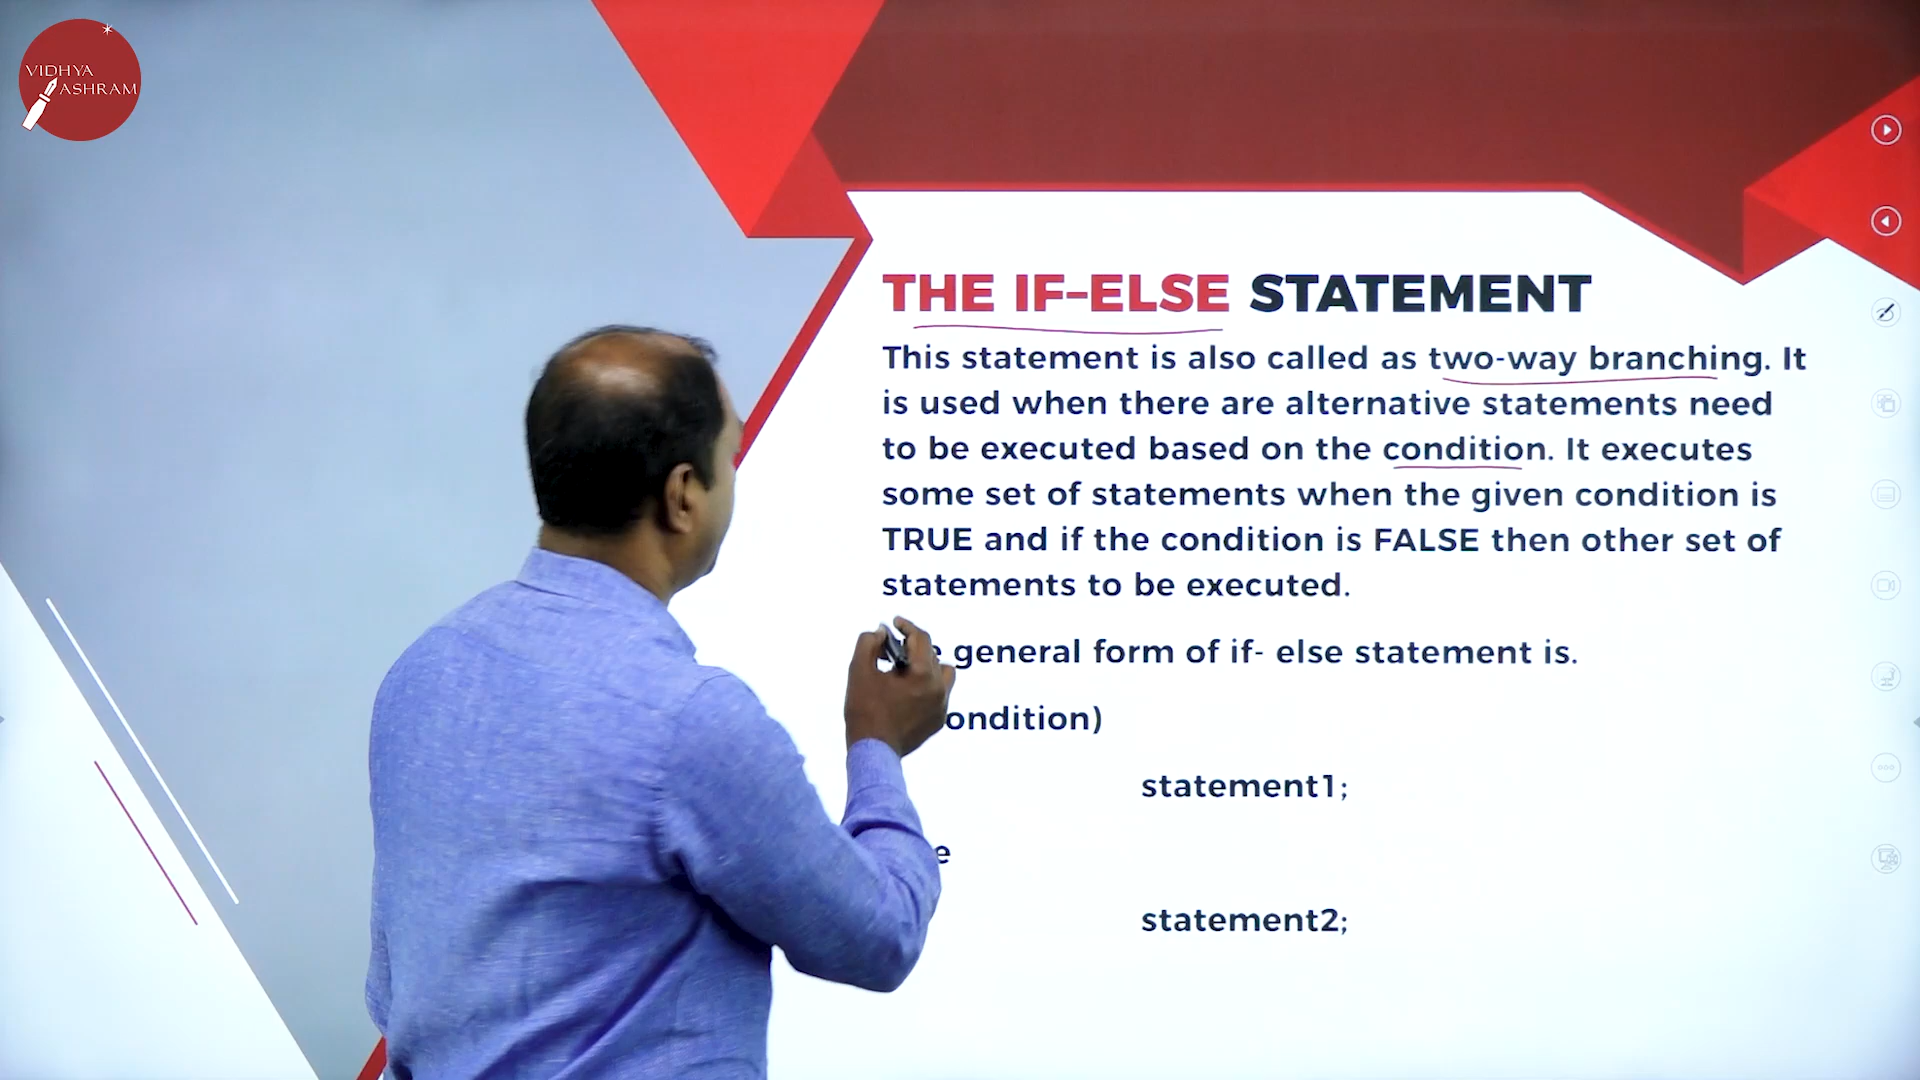 VIDHYA
ASHRAM
THE IF-ELSE STATEMENT
This statement is also called as two-way branching. It
is used when there are alternative statements need
to be executed based on the condition. It executes
some set of statements when the given condition is
TRUE and if the condition is FALSE then other set of
statements to be executed.
general form of if- else statement is.
ondition)
statement1;
e
statement2;